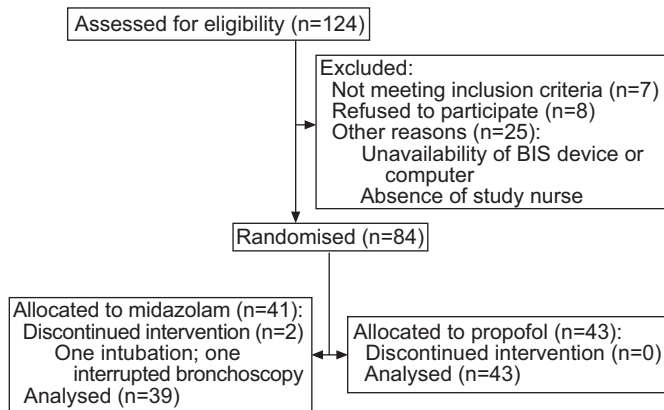 Assessed for eligibility (n=124)
Excluded:
Not meeting inclusion criteria (n=7)
Refused to participate (n=8)
Other reasons (n=25):
Unavailability of BIS device or
computer
Absence of study nurse
Randomised (n=84)
Allocated to midazolam (n=41):
Discontinued intervention (n=2)
One intubation; one
interrupted bronchoscopy
Analysed (n=39)
Allocated to propofol (n=43):
Discontinued intervention (n=0)
Analysed (n=43)